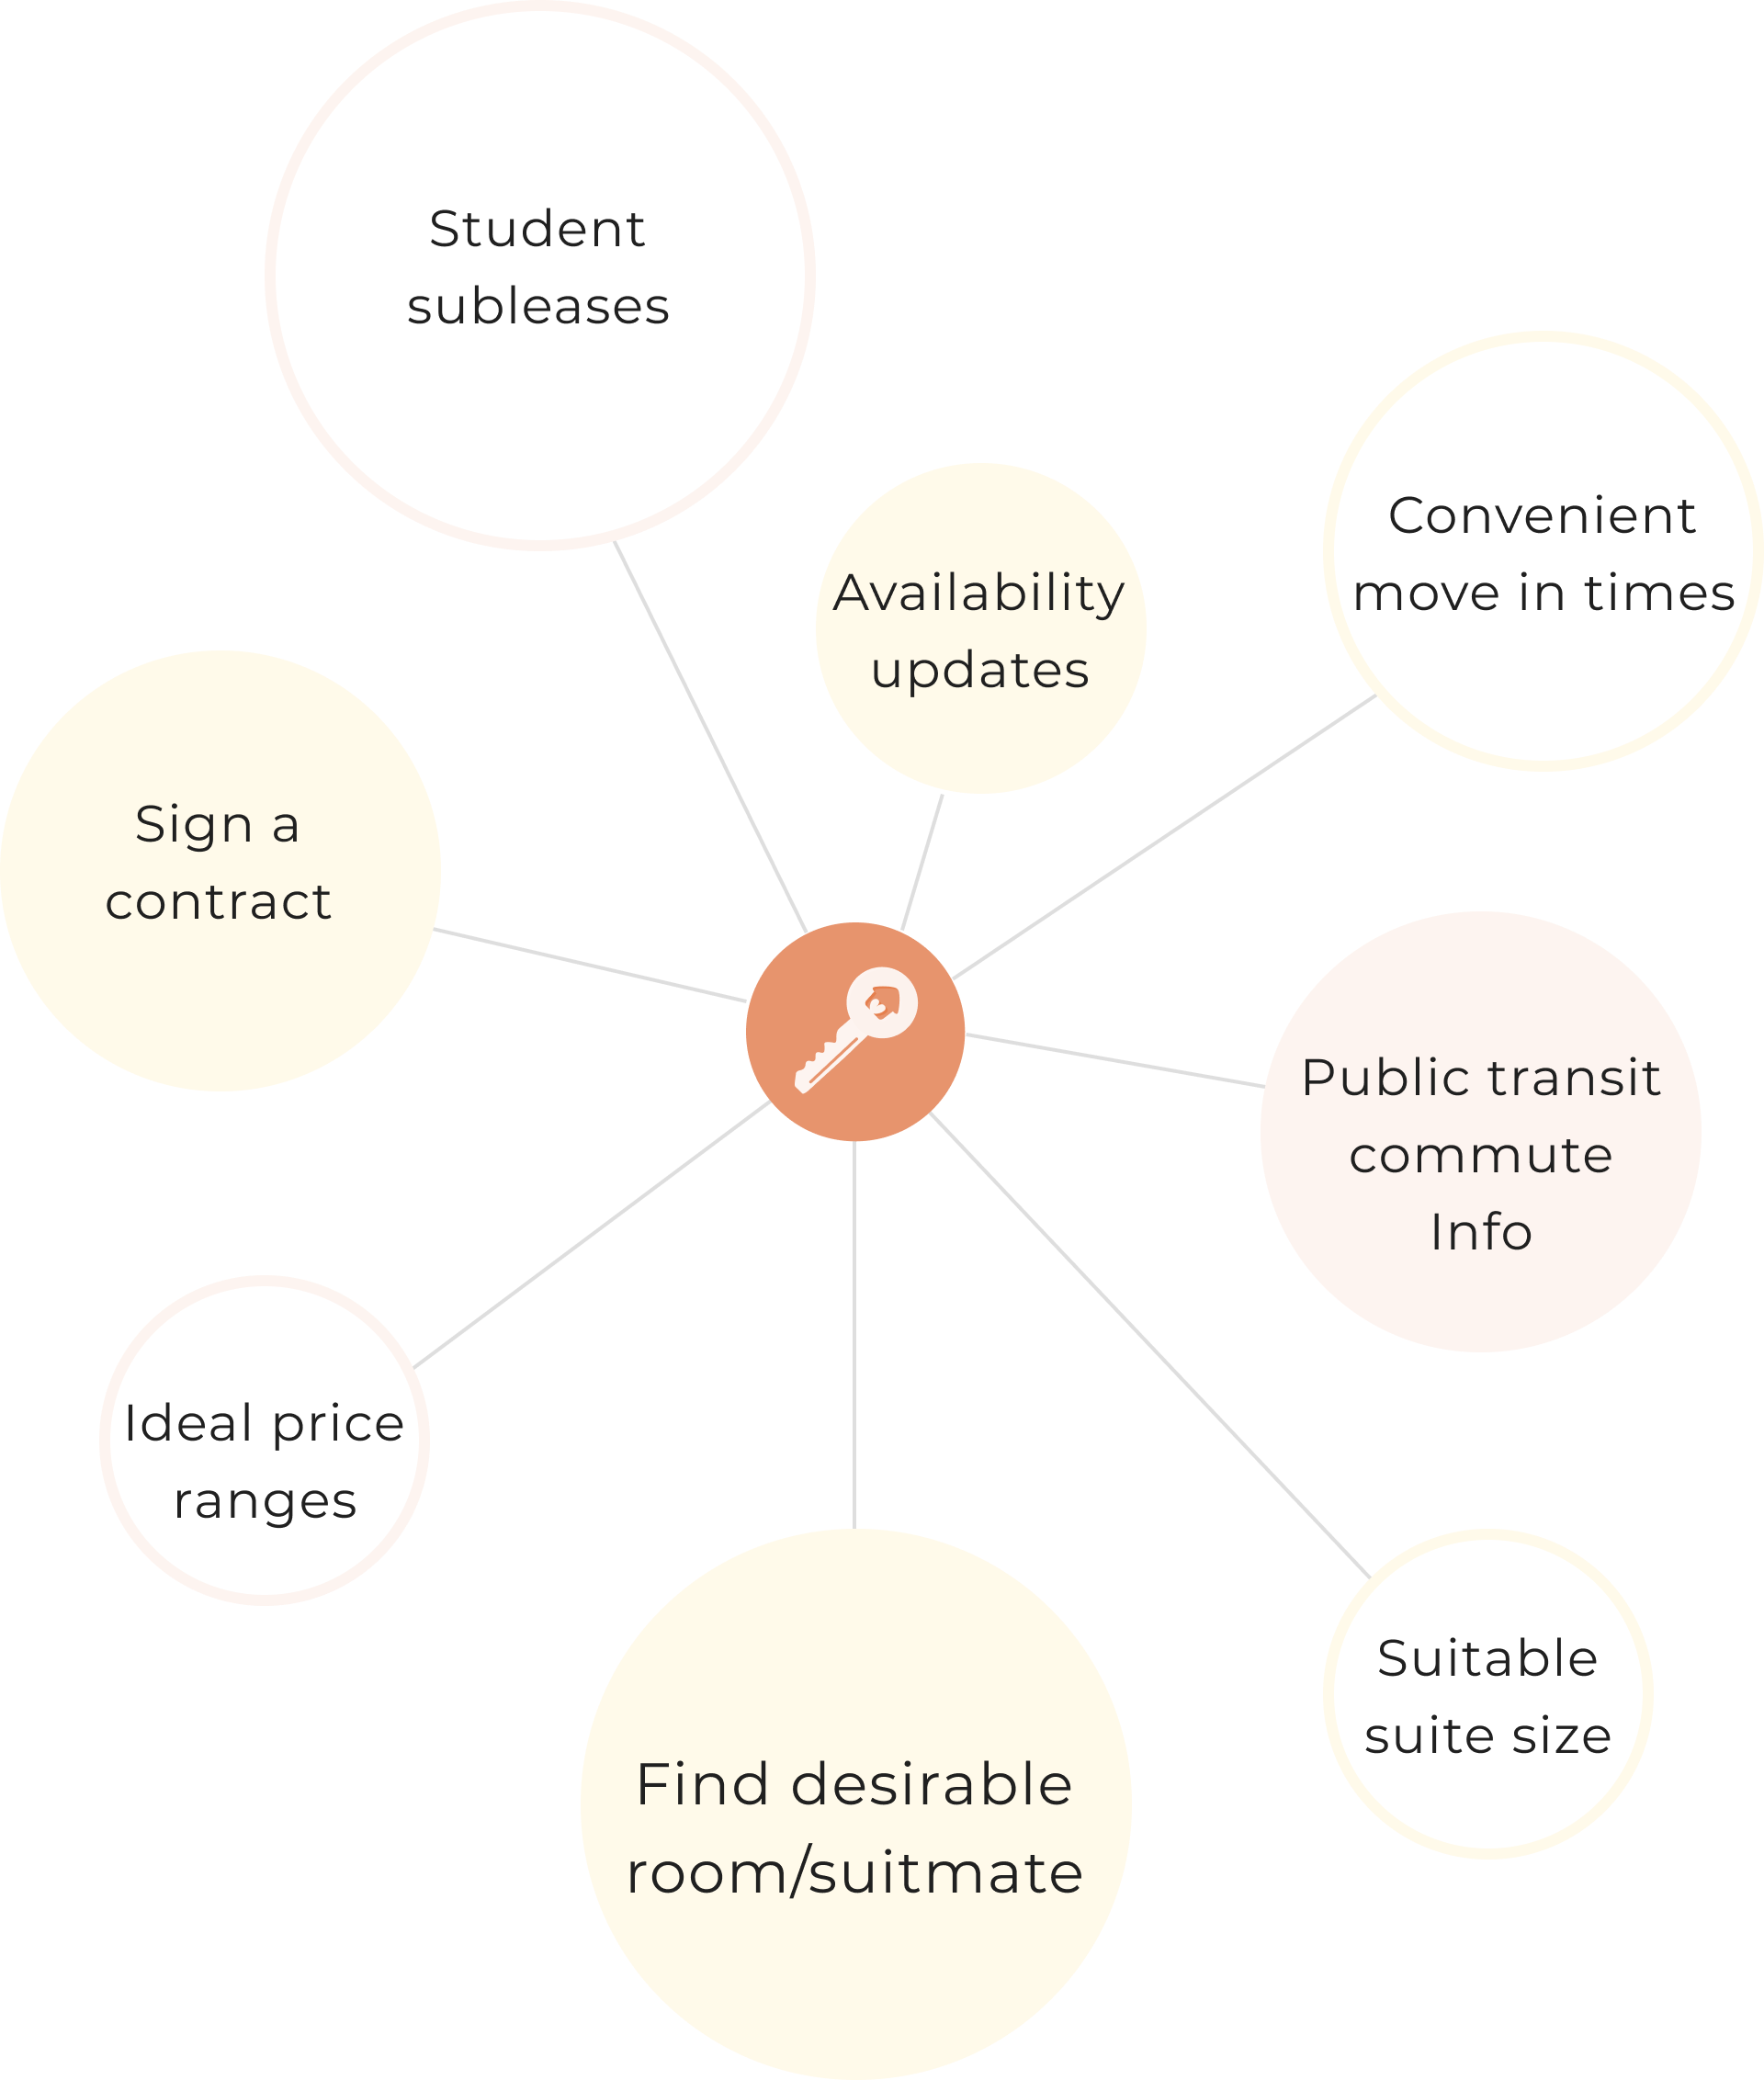 Student
subleases
Availability
updates
Convenient
move in times
Sign a
contract
Public transit
commute
Info
Ideal price
ranges
Suitable
suite size
Find desirable
room/suitmate